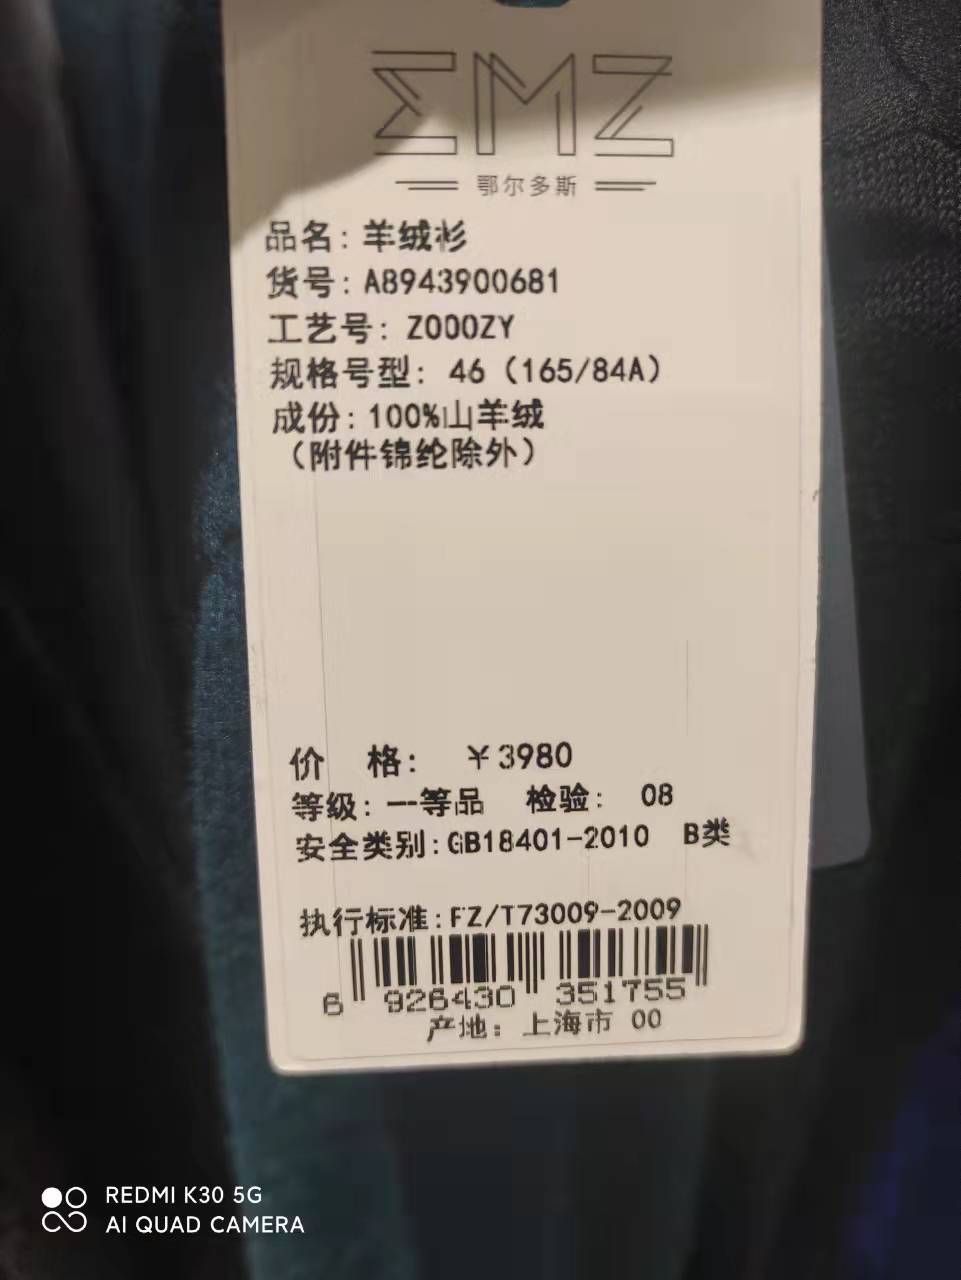 ΣMZ
鄂尔多斯
品名：羊绒衫
货号：A8943900681
工艺号：Z000ZY
规格号型：46（165/84A）
成份：100%山羊绒
（附件锦纶除外）
价 格：￥3980
等级：一等品 检验：08
安全类别：GB18401-2010 B类
执行标准：FZ/T73009-2009
6 926430 351755
产地：上海市 00
REDMI K30 5G
AI QUAD CAMERA